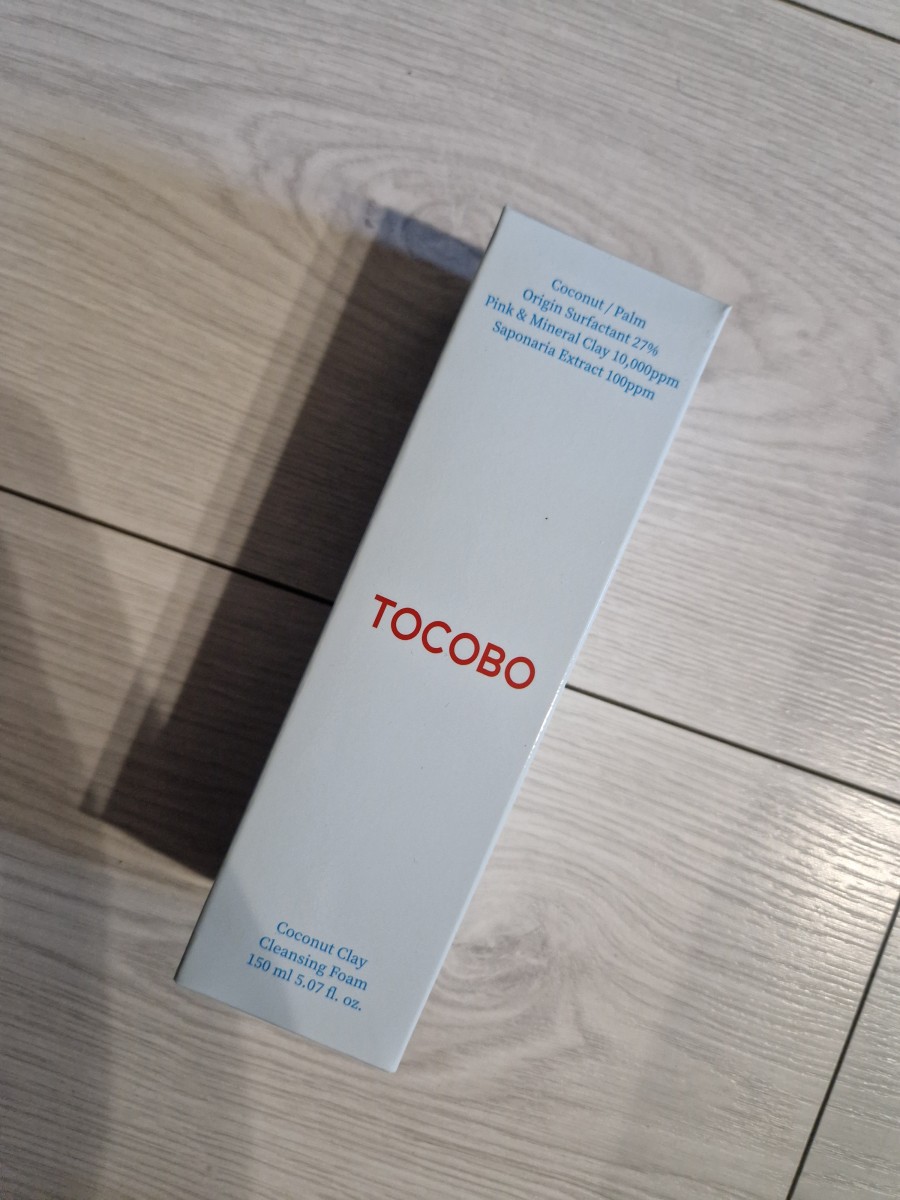 Coconut / Palm
Origin Surfactant 27%
Pink & Mineral Clay 10,000ppm
Saponaria Extract 100ppm
TOCOBO
Coconut Clay
Cleansing Foam
150 ml 5.07 fl. oz.